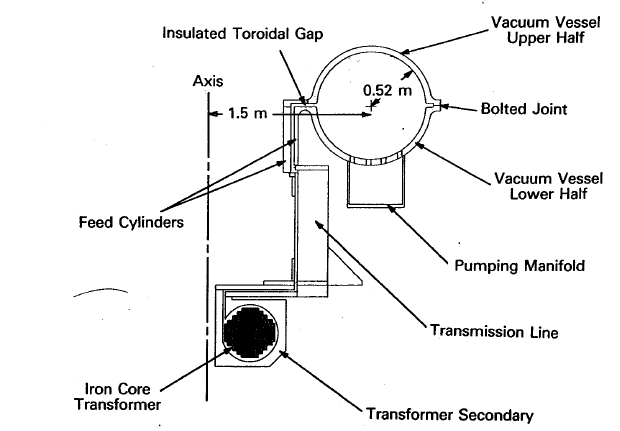 Insulated Toroidal Gap
Vacuum Vessel
Upper Half
Axis
0.52 m
1.5 m
Bolted Joint
Vacuum Vessel
Lower Half
Feed Cylinders
Pumping Manifold
Transmission Line
Iron Core
Transformer
Transformer Secondary